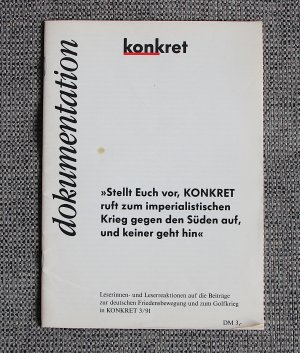 konkret
dokumentation
»Stellt Euch vor, KONKRET
ruft zum imperialistischen
Krieg gegen den Süden auf,
und keiner geht hin«
Leserinnen- und Leserreaktionen auf die Beiträge
zur deutschen Friedensbewegung und zum Golfkrieg
in KONKRET 3/91
DM 3,-